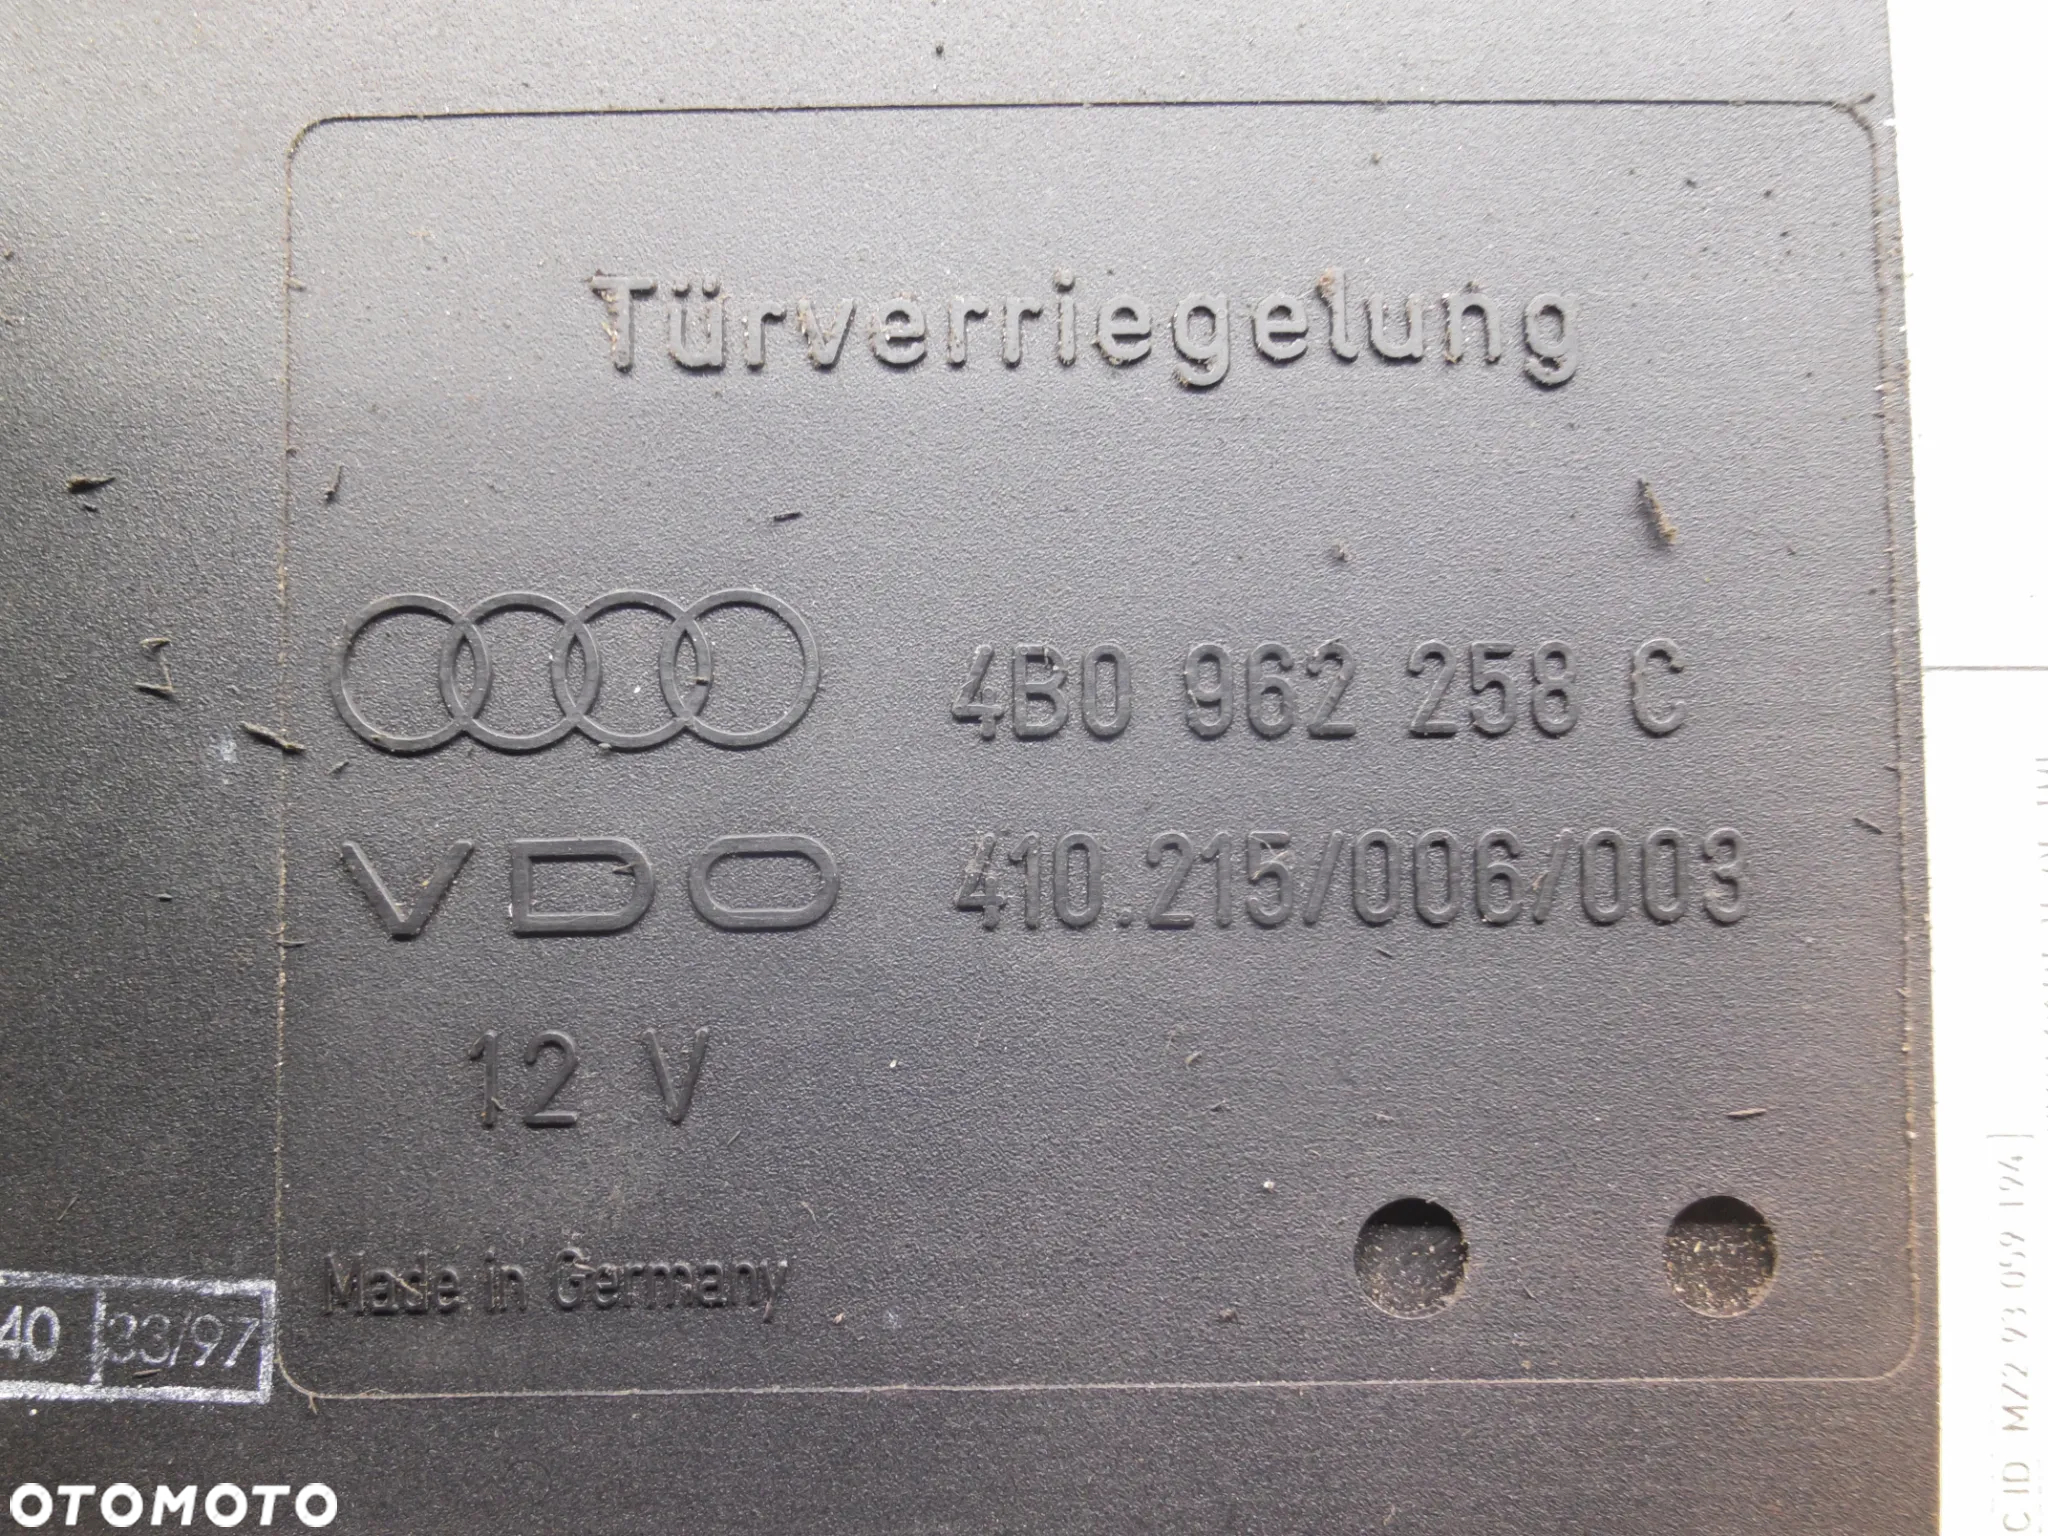 Türverriegelung
4B0 962 258 C
VDO 410.215/006/003
12 V
Made in Germany
40 33/97
OTOMOTO